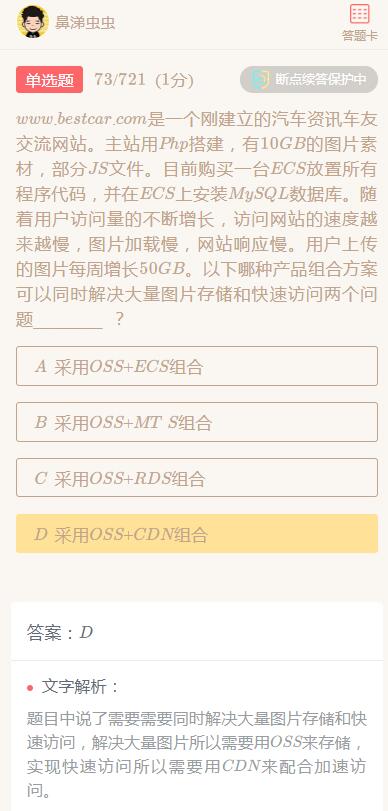 鼻涕虫虫
答题卡
单选题 73/721 (1分) 断点续答保护中
www.bestcar.com是一个刚建立的汽车资讯车友
交流网站。主站用Php搭建，有10GB的图片素
材，部分JS文件。目前购买一台ECS放置所有
程序代码，并在ECS上安装MySQL数据库。随
着用户访问量的不断增长，访问网站的速度越
来越慢，图片加载慢，网站响应慢。用户上传
的图片每周增长50GB。以下哪种产品组合方案
可以同时解决大量图片存储和快速访问两个问
题________ ？
A 采用OSS+ECS组合
B 采用OSS+MT S组合
C 采用OSS+RDS组合
D 采用OSS+CDN组合
答案：D
文字解析：
题目中说了需要需要同时解决大量图片存储和快
速访问，解决大量图片所以需要用OSS来存储，
实现快速访问所以需要用CDN来配合加速访
问。